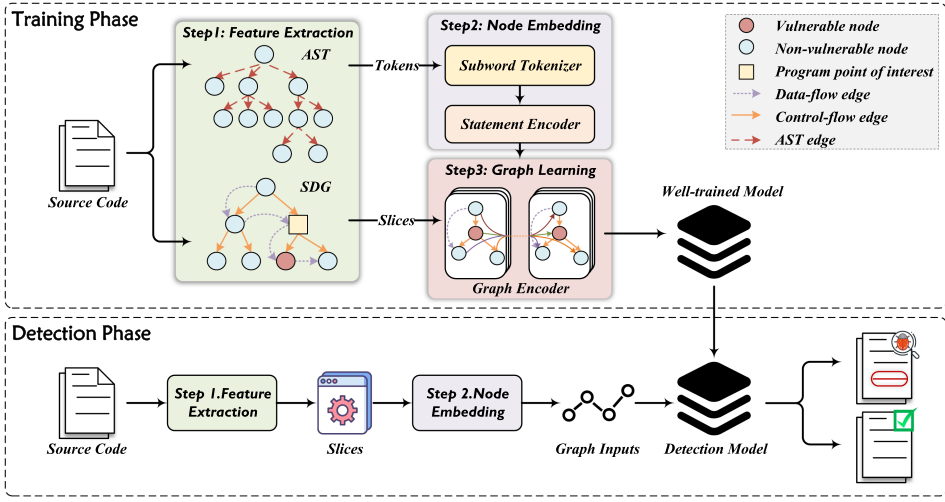 Training Phase
Step1: Feature Extraction
AST
SDG
Source Code
Tokens
Slices
Step2: Node Embedding
Subword Tokenizer
Statement Encoder
Step3: Graph Learning
Graph Encoder
Vulnerable node
Non-vulnerable node
Program point of interest
Data-flow edge
Control-flow edge
AST edge
Well-trained Model
Detection Phase
Source Code
Step 1.Feature
Extraction
Slices
Step 2.Node
Embedding
Graph Inputs
Detection Model